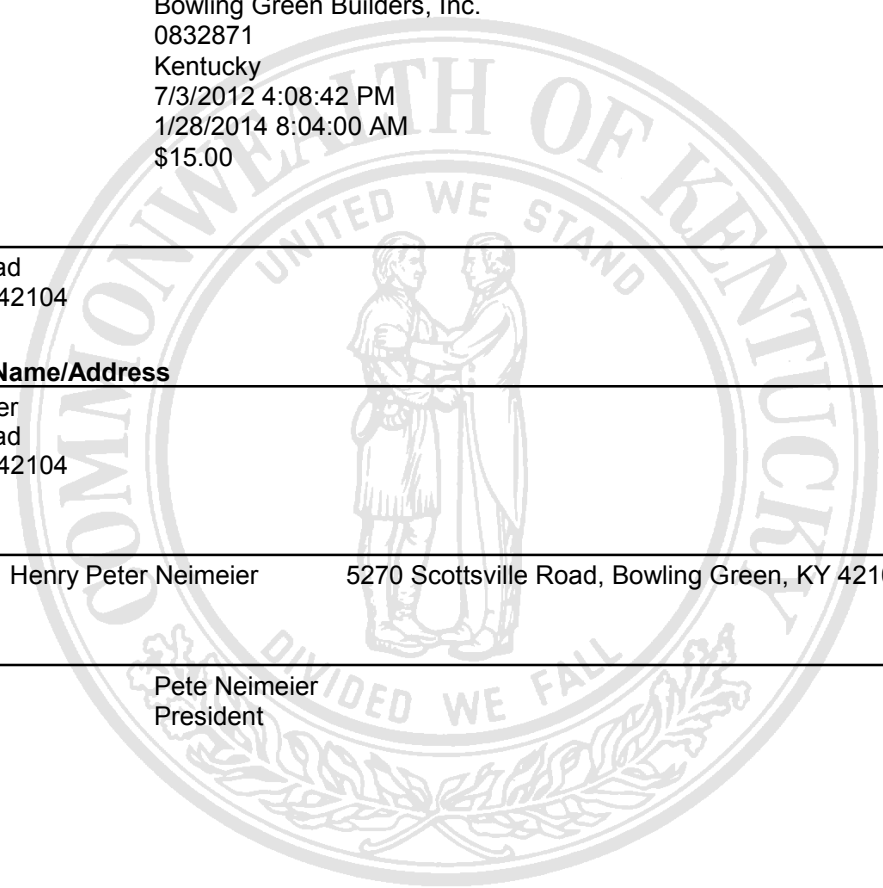 Bowling Green Builders, Inc.
0832871
Kentucky
7/3/2012 4:08:42 PM
1/28/2014 8:04:00 AM
$15.00
COMMONWEALTH OF KENTUCKY
UNITED WE STAND
ad
42104
Name/Address
er
ad
42104
Henry Peter Neimeier 5270 Scottsville Road, Bowling Green, KY 4210
DIVIDED WE FALL
Pete Neimeier
President